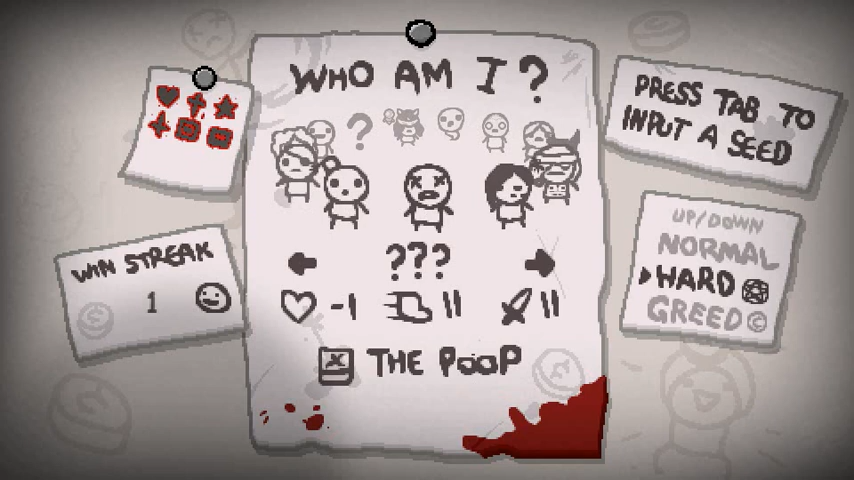 WHO AM I?
?
PRESS TAB TO
INPUT A SEED
WIN STREAK
1
???
-1
THE POOP
UP/DOWN
NORMAL
HARD
GREED